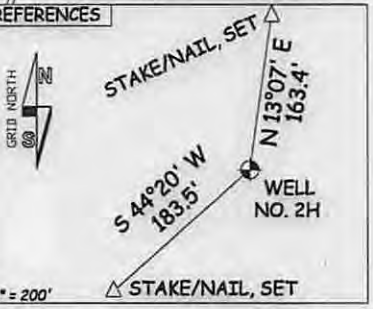 REFERENCES
STAKE/NAIL, SET
GRID NORTH
N
S
N 13°07' E
163.4'
S 44°20' W
183.5'
WELL
NO. 2H
STAKE/NAIL, SET
" = 200'